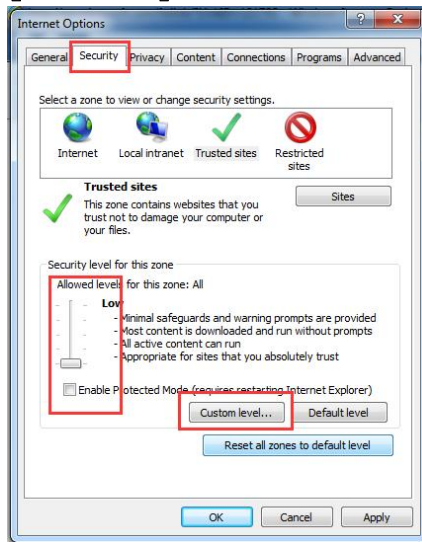 Internet Options
General Security Privacy Content Connections Programs Advanced
Select a zone to view or change security settings.
Internet Local intranet Trusted sites Restricted
sites
Trusted sites
This zone contains websites that you
trust not to damage your computer or
your files.
Sites
Security level for this zone
Allowed levels for this zone: All
Low
- Minimal safeguards and warning prompts are provided
- Most content is downloaded and run without prompts
- All active content can run
- Appropriate for sites that you absolutely trust
Enable Protected Mode (requires restarting Internet Explorer)
Custom level... Default level
Reset all zones to default level
OK Cancel Apply